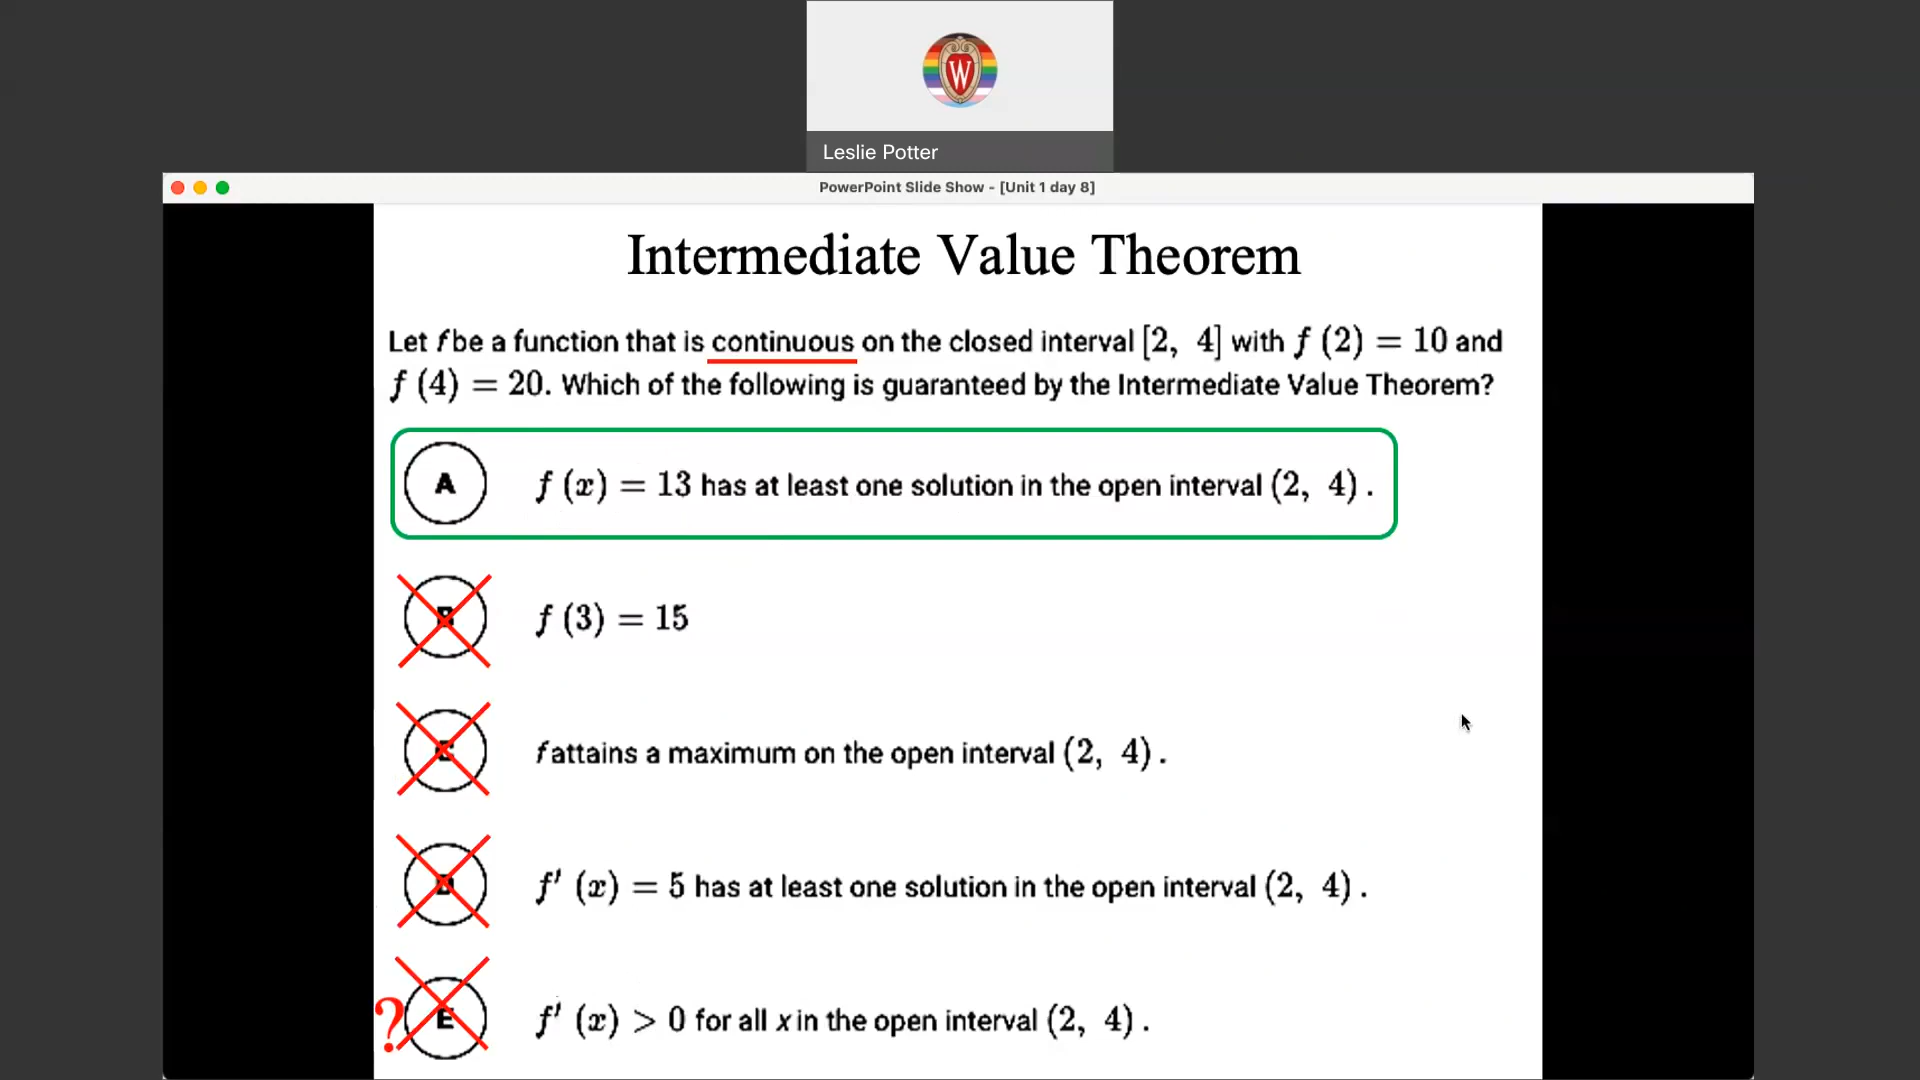 W
Leslie Potter
PowerPoint Slide Show - [Unit 1 day 8]
Intermediate Value Theorem
Let f be a function that is continuous on the closed interval [2, 4] with f (2) = 10 and
f (4) = 20. Which of the following is guaranteed by the Intermediate Value Theorem?
A f (x) = 13 has at least one solution in the open interval (2, 4).
B f (3) = 15
C f attains a maximum on the open interval (2, 4).
D f′ (x) = 5 has at least one solution in the open interval (2, 4).
? E f′ (x) > 0 for all x in the open interval (2, 4).